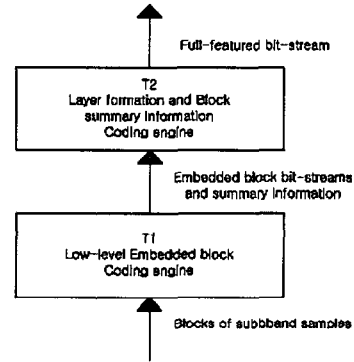 Full-featured bit-stream
T2
Layer formation and Block
summary information
Coding engine
Embedded block bit-streams
and summary information
T1
Low-level Embedded block
Coding engine
Blocks of subbband samples